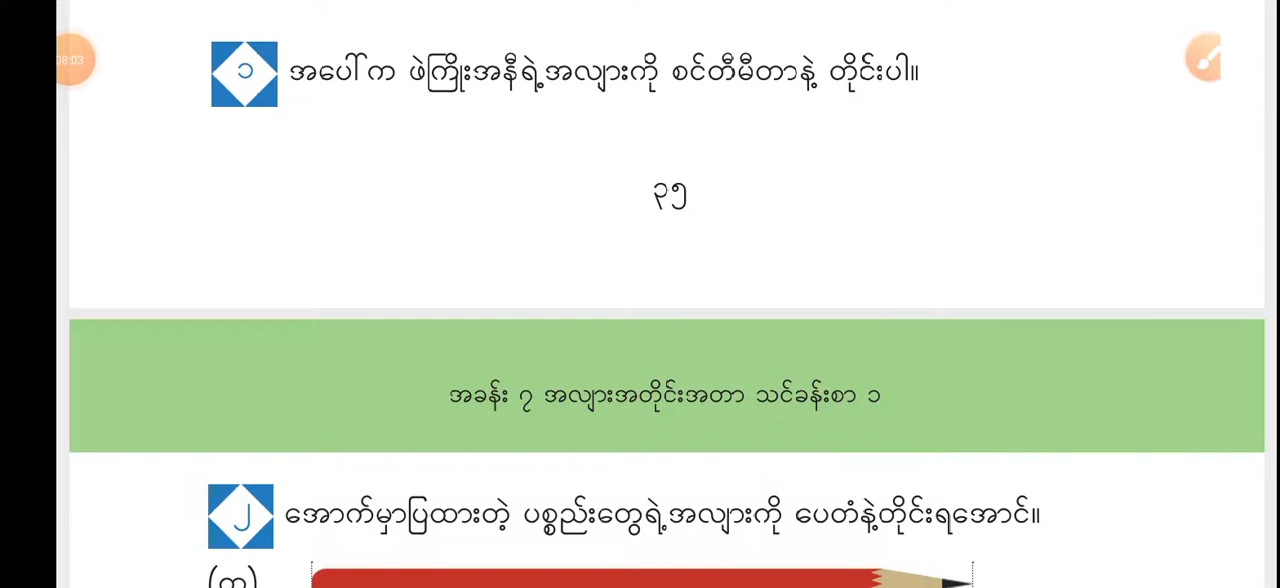 08:03
၁ အပေါ်က ဖဲကြိုးအနီရဲ့အလျားကို စင်တီမီတာနဲ့ တိုင်းပါ။
၃၅
အခန်း ၇ အလျားအတိုင်းအတာ သင်ခန်းစာ ၁
၂ အောက်မှာပြထားတဲ့ ပစ္စည်းတွေရဲ့အလျားကို ပေတံနဲ့တိုင်းရအောင်။
(က)